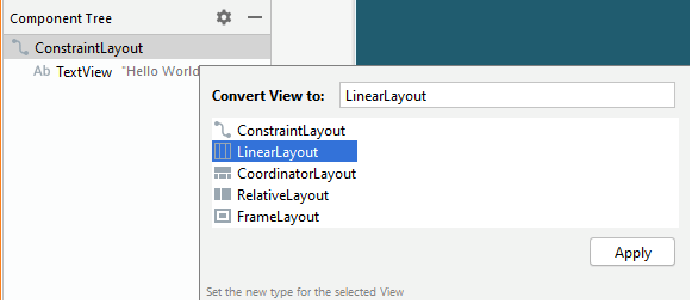 Component Tree
ConstraintLayout
Ab TextView "Hello World
Convert View to: LinearLayout
ConstraintLayout
LinearLayout
CoordinatorLayout
RelativeLayout
FrameLayout
Apply
Set the new type for the selected View